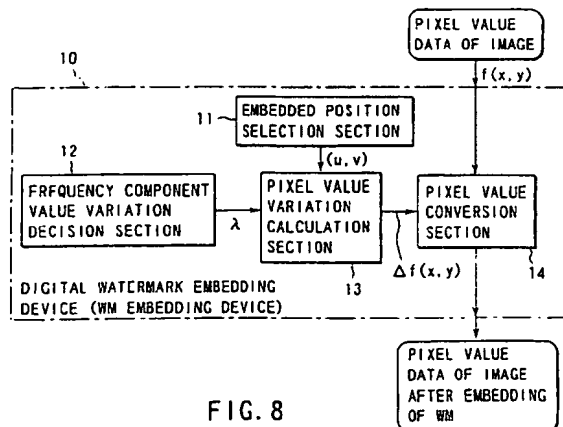 PIXEL VALUE
DATA OF IMAGE
10
f(x,y)
11
EMBEDDED POSITION
SELECTION SECTION
(u,v)
12
FREQUENCY COMPONENT
VALUE VARIATION
DECISION SECTION
λ
PIXEL VALUE
VARIATION
CALCULATION
SECTION
13
Δf(x,y)
PIXEL VALUE
CONVERSION
SECTION
14
DIGITAL WATERMARK EMBEDDING
DEVICE (WM EMBEDDING DEVICE)
PIXEL VALUE
DATA OF IMAGE
AFTER EMBEDDING
OF WM
FIG. 8